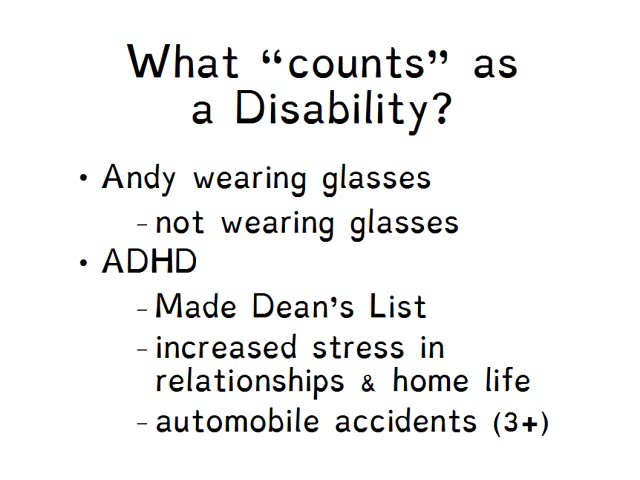 What “counts” as
a Disability?
• Andy wearing glasses
– not wearing glasses
• ADHD
– Made Dean’s List
– increased stress in
relationships & home life
– automobile accidents (3+)